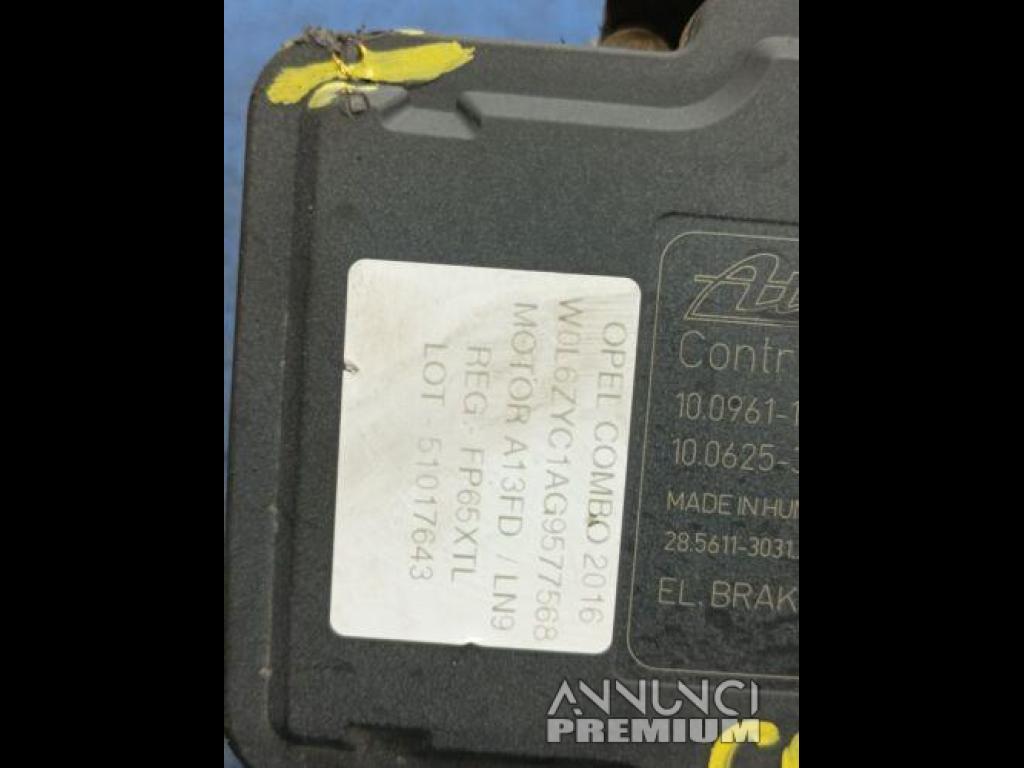 OPEL COMBO 2016
W0L6ZYC1AG9577568
MOTOR A13FD / LN9
REG - FP65XTL
LOT - 51017643
Contr
10.0961-1
10.0625-3
MADE IN HUN
28.5611-3031
EL. BRAK
ANNUNCI
PREMIUM